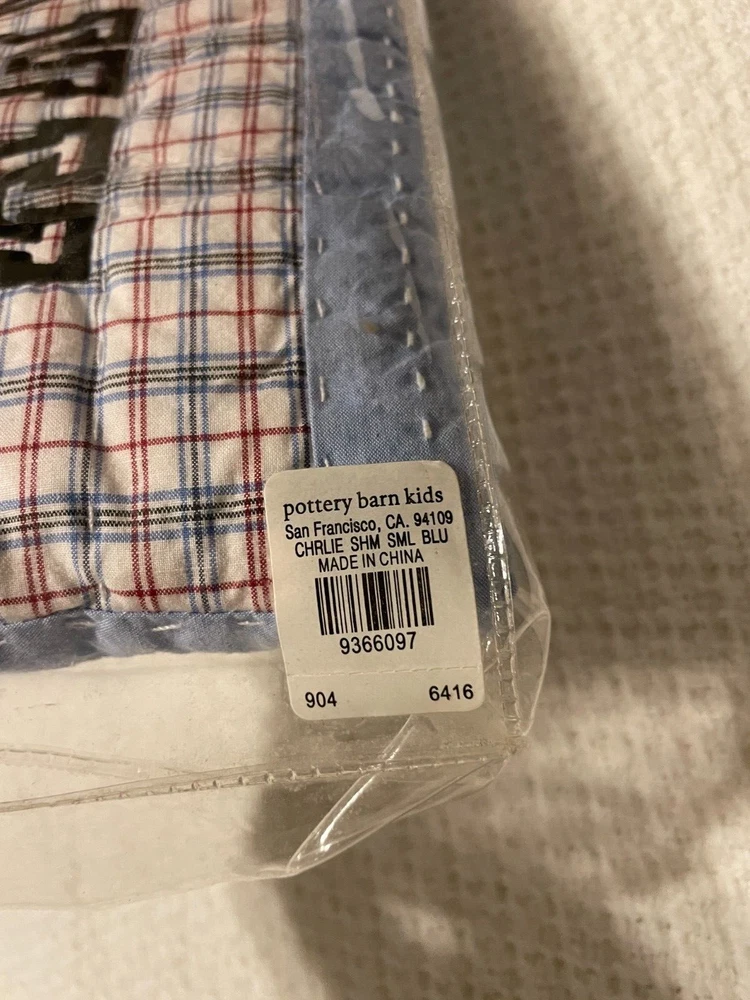 pottery barn kids
San Francisco, CA. 94109
CHRLIE SHM SML BLU
MADE IN CHINA
9366097
904 6416